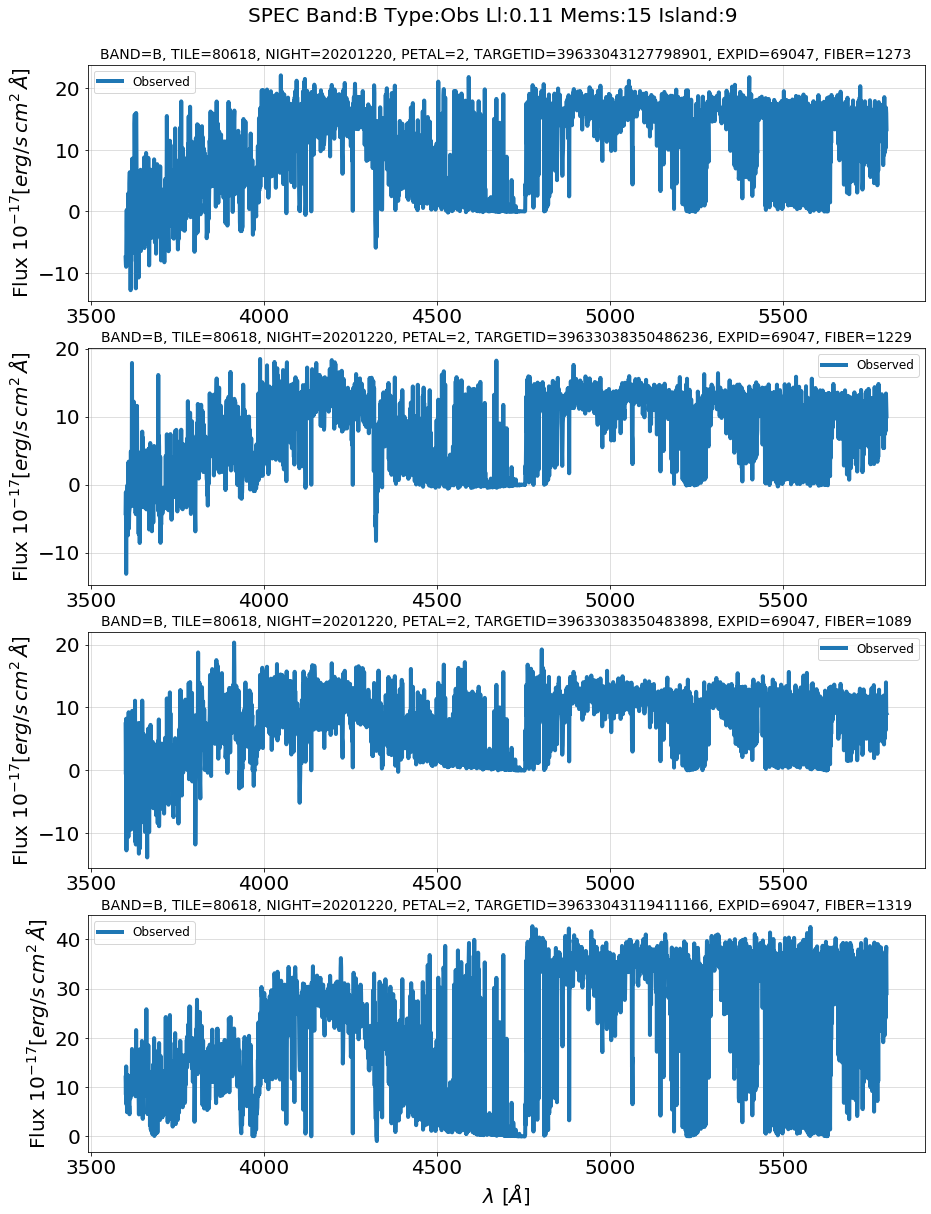 SPEC Band:B Type:Obs Ll:0.11 Mems:15 Island:9
BAND=B, TILE=80618, NIGHT=20201220, PETAL=2, TARGETID=39633043127798901, EXPID=69047, FIBER=1273
Flux 10^{-17}[erg/s cm^2 Å]
Observed
20
10
0
−10
3500 4000 4500 5000 5500
BAND=B, TILE=80618, NIGHT=20201220, PETAL=2, TARGETID=39633038350486236, EXPID=69047, FIBER=1229
Flux 10^{-17}[erg/s cm^2 Å]
Observed
20
10
0
−10
3500 4000 4500 5000 5500
BAND=B, TILE=80618, NIGHT=20201220, PETAL=2, TARGETID=39633038350483898, EXPID=69047, FIBER=1089
Flux 10^{-17}[erg/s cm^2 Å]
Observed
20
10
0
−10
3500 4000 4500 5000 5500
BAND=B, TILE=80618, NIGHT=20201220, PETAL=2, TARGETID=39633043119411166, EXPID=69047, FIBER=1319
Flux 10^{-17}[erg/s cm^2 Å]
Observed
40
30
20
10
0
3500 4000 4500 5000 5500
λ [Å]